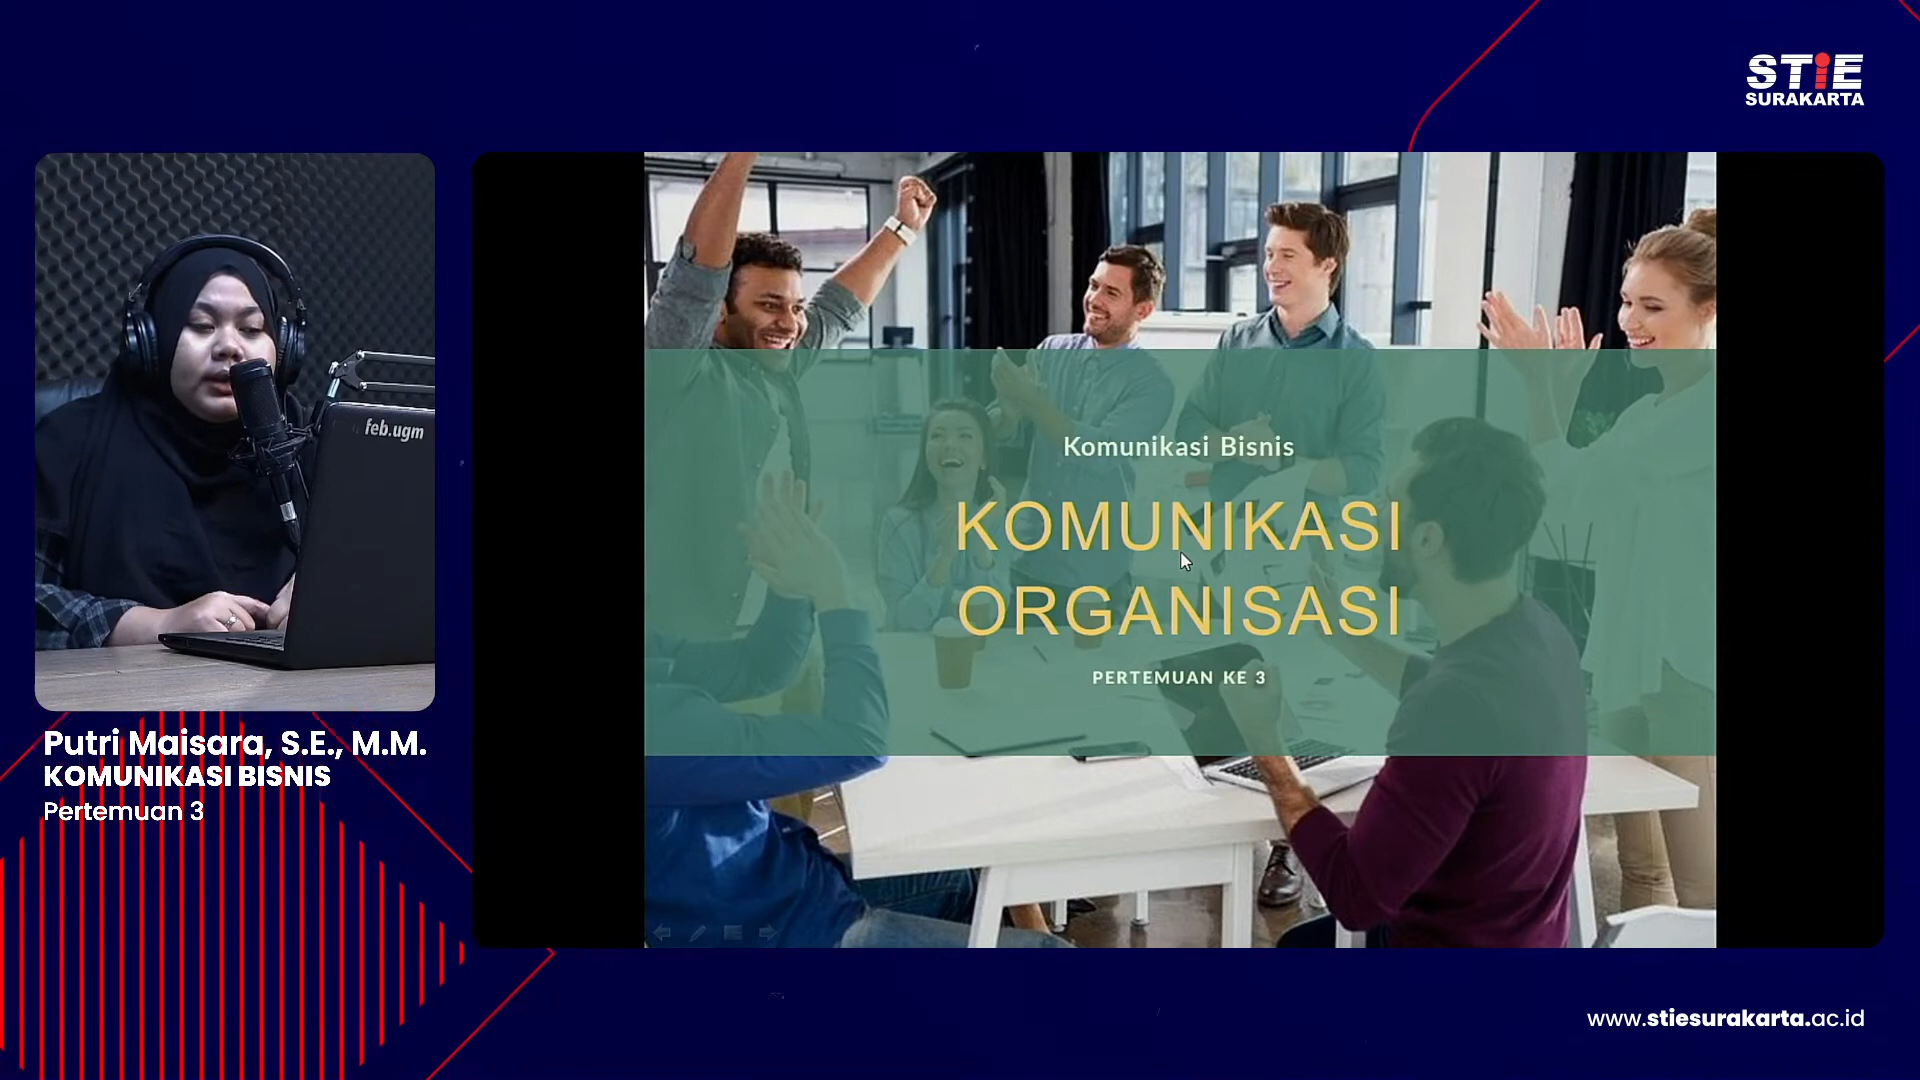 STiE
SURAKARTA
feb.ugm
Komunikasi Bisnis
KOMUNIKASI
ORGANISASI
PERTEMUAN KE 3
Putri Maisara, S.E., M.M.
KOMUNIKASI BISNIS
Pertemuan 3
www.stiesurakarta.ac.id